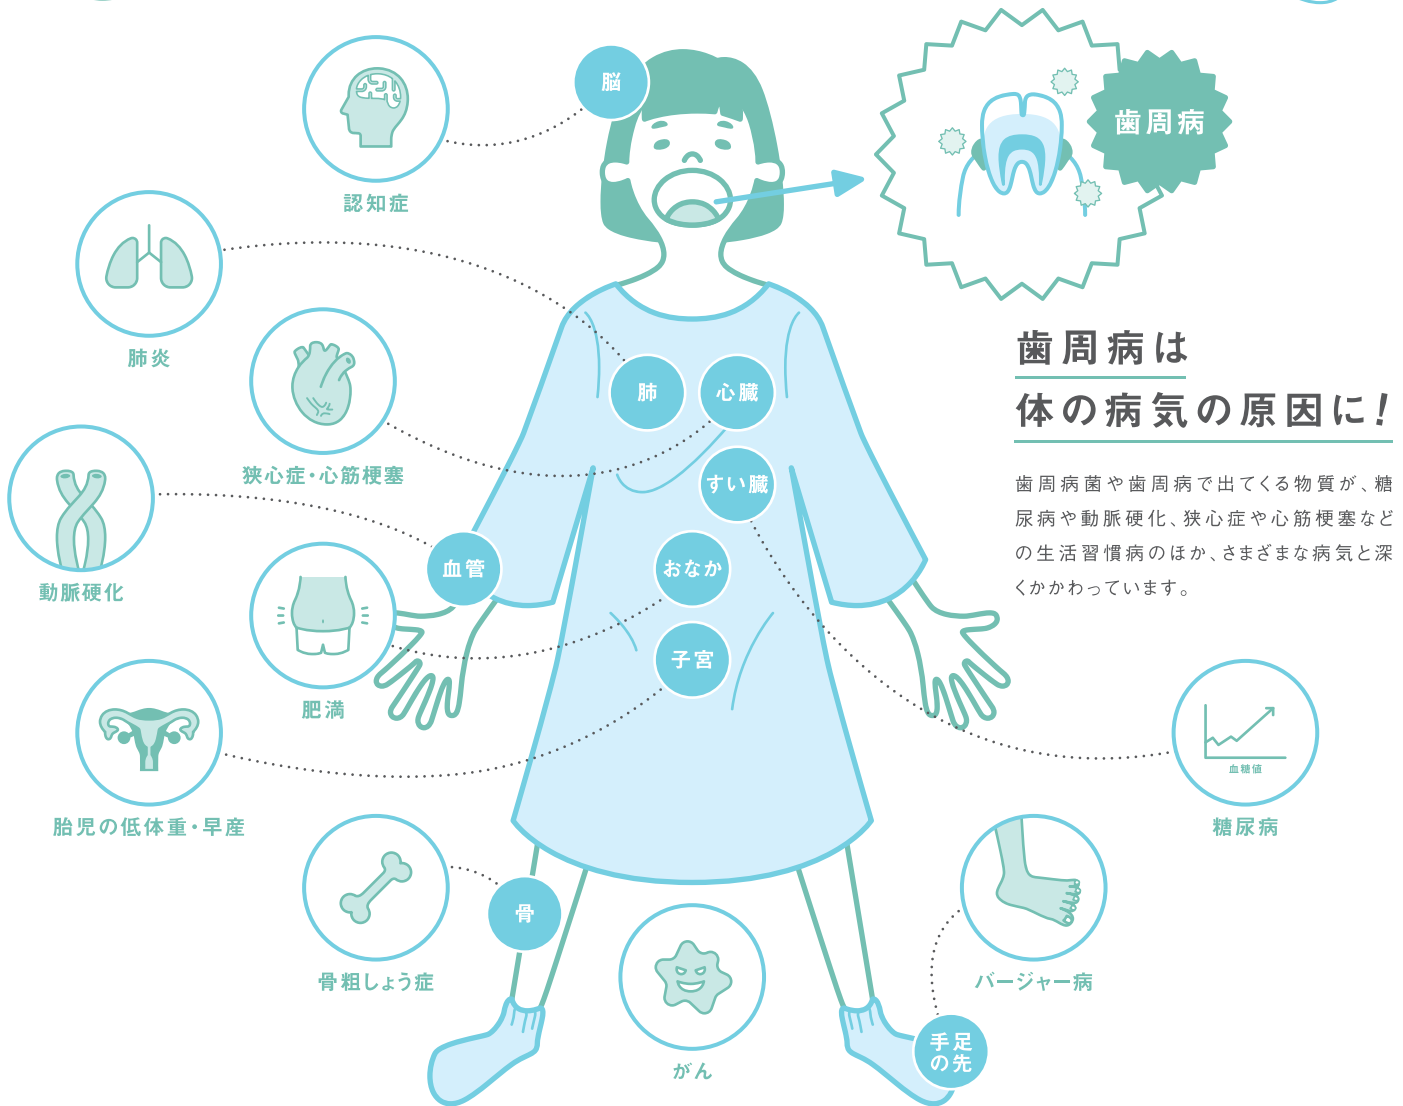 脳
歯周病
認知症
肺炎
歯周病は
体の病気の原因に!
肺
心臓
狭心症・心筋梗塞
すい臓
歯周病菌や歯周病で出てくる物質が、糖
尿病や動脈硬化、狭心症や心筋梗塞など
の生活習慣病のほか、さまざまな病気と深
くかかわっています。
血管
おなか
動脈硬化
子宮
肥満
血糖値
胎児の低体重・早産
糖尿病
骨
骨粗しょう症
バージャー病
手足
の先
がん